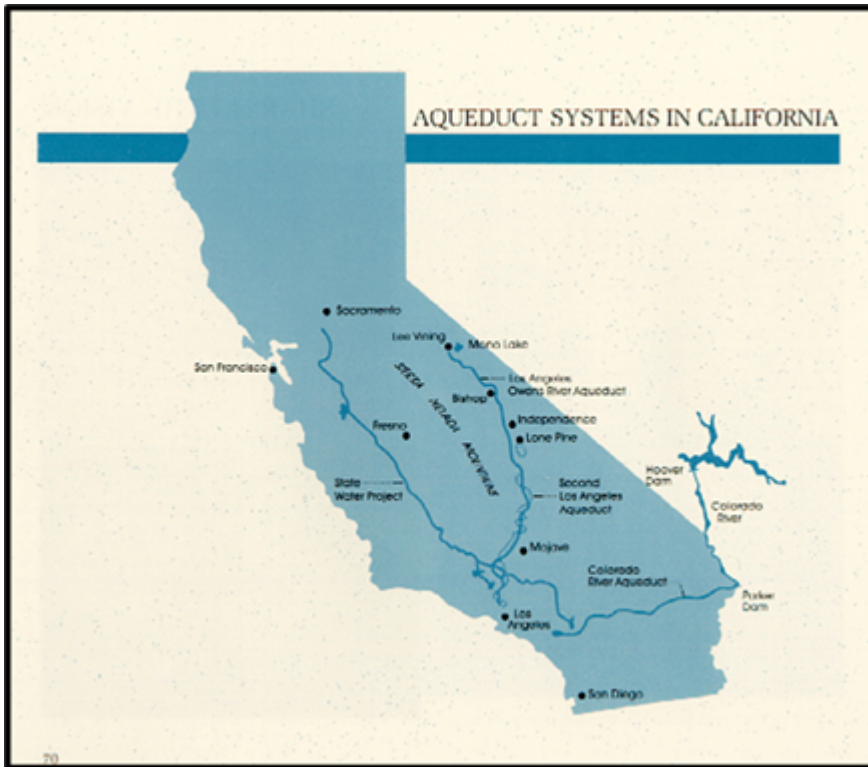 AQUEDUCT SYSTEMS IN CALIFORNIA
Sacramento
Lee Vining
Mono Lake
San Francisco
Los Angeles
Owens River Aqueduct
Bishop
Independence
Fresno
Lone Pine
Hoover
Dam
State
Water Project
Second
Los Angeles
Aqueduct
Colorado
River
Mojave
Colorado
River Aqueduct
Parker
Dam
Los
Angeles
San Diego
70